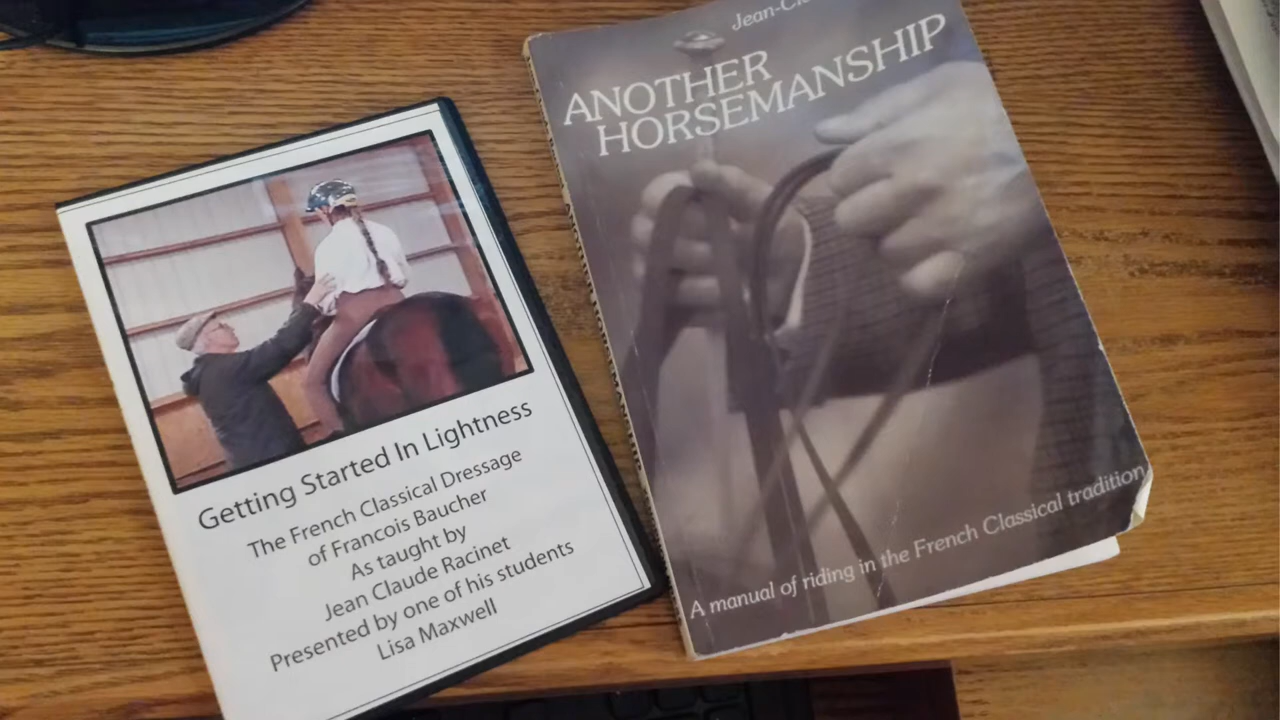 Getting Started In Lightness
The French Classical Dressage
of Francois Baucher
As taught by
Jean Claude Racinet
Presented by one of his students
Lisa Maxwell
ANOTHER
HORSEMANSHIP
A manual of riding in the French Classical tradition